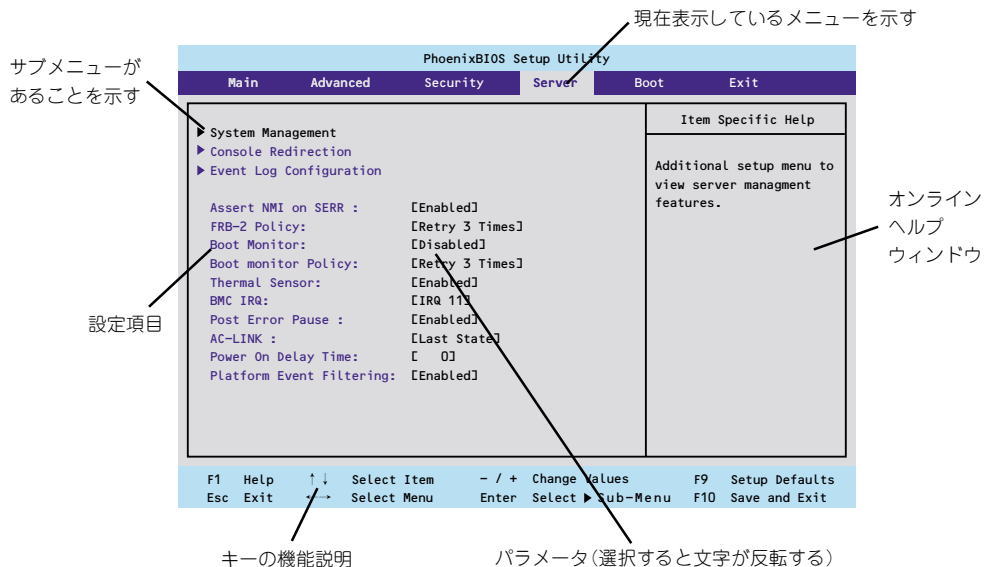 現在表示しているメニューを示す
サブメニューが
あることを示す
PhoenixBIOS Setup Utility
Main Advanced Security Server Boot Exit
▶ System Management
▶ Console Redirection
▶ Event Log Configuration
Assert NMI on SERR : [Enabled]
FRB-2 Policy: [Retry 3 Times]
Boot Monitor: [Disabled]
Boot monitor Policy: [Retry 3 Times]
Thermal Sensor: [Enabled]
BMC IRQ: [IRQ 11]
Post Error Pause : [Enabled]
AC-LINK : [Last State]
Power On Delay Time: [ 0]
Platform Event Filtering: [Enabled]
Item Specific Help
Additional setup menu to
view server managment
features.
オンライン
ヘルプ
ウィンドウ
設定項目
F1 Help ↑↓ Select Item - / + Change Values F9 Setup Defaults
Esc Exit ←→ Select Menu Enter Select ▶ Sub-Menu F10 Save and Exit
キーの機能説明
パラメータ(選択すると文字が反転する)